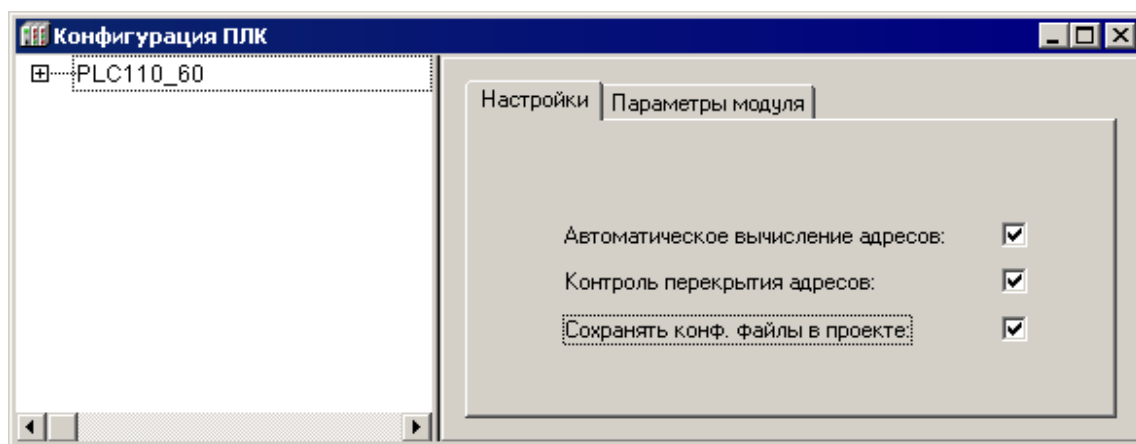 Конфигурация ПЛК
PLC110_60
Настройки
Параметры модуля
Автоматическое вычисление адресов:
Контроль перекрытия адресов:
Сохранять конф. файлы в проекте: